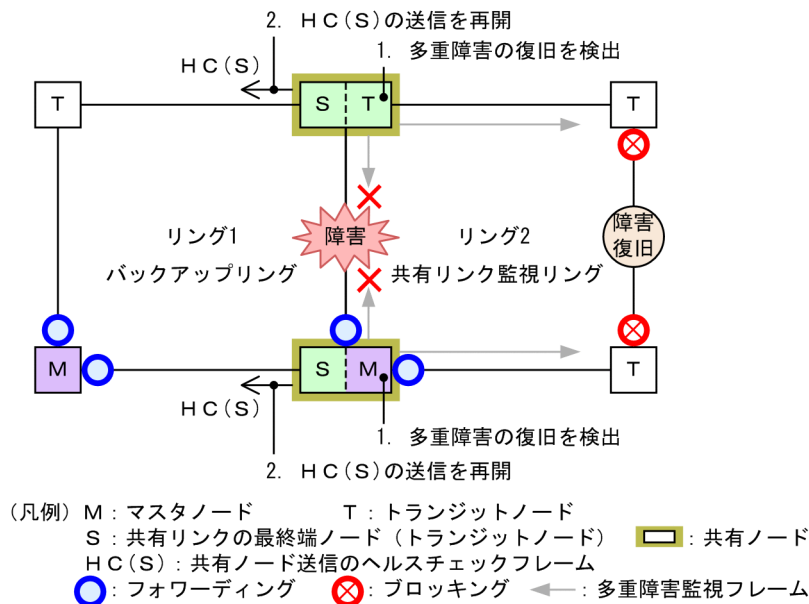 2. ＨＣ(Ｓ)の送信を再開
1. 多重障害の復旧を検出
ＨＣ(Ｓ)
Ｔ
Ｓ
Ｔ
Ｔ
リング1
障害
リング2
障害
復旧
バックアップリング
共有リンク監視リング
Ｍ
Ｓ
Ｍ
Ｔ
ＨＣ(Ｓ)
1. 多重障害の復旧を検出
2. ＨＣ(Ｓ)の送信を再開
（凡例）Ｍ：マスタノード Ｔ：トランジットノード
Ｓ：共有リンクの最終端ノード（トランジットノード） ：共有ノード
ＨＣ(Ｓ)：共有ノード送信のヘルスチェックフレーム
：フォワーディング ：ブロッキング ：多重障害監視フレーム